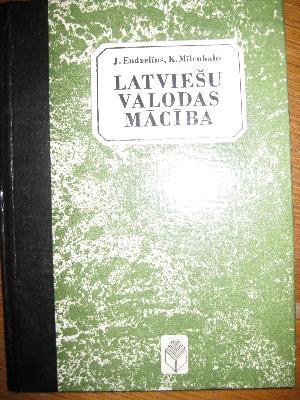 J. Endzelīns, K. Mīlenbahs
LATVIEŠU
VALODAS
MĀCĪBA